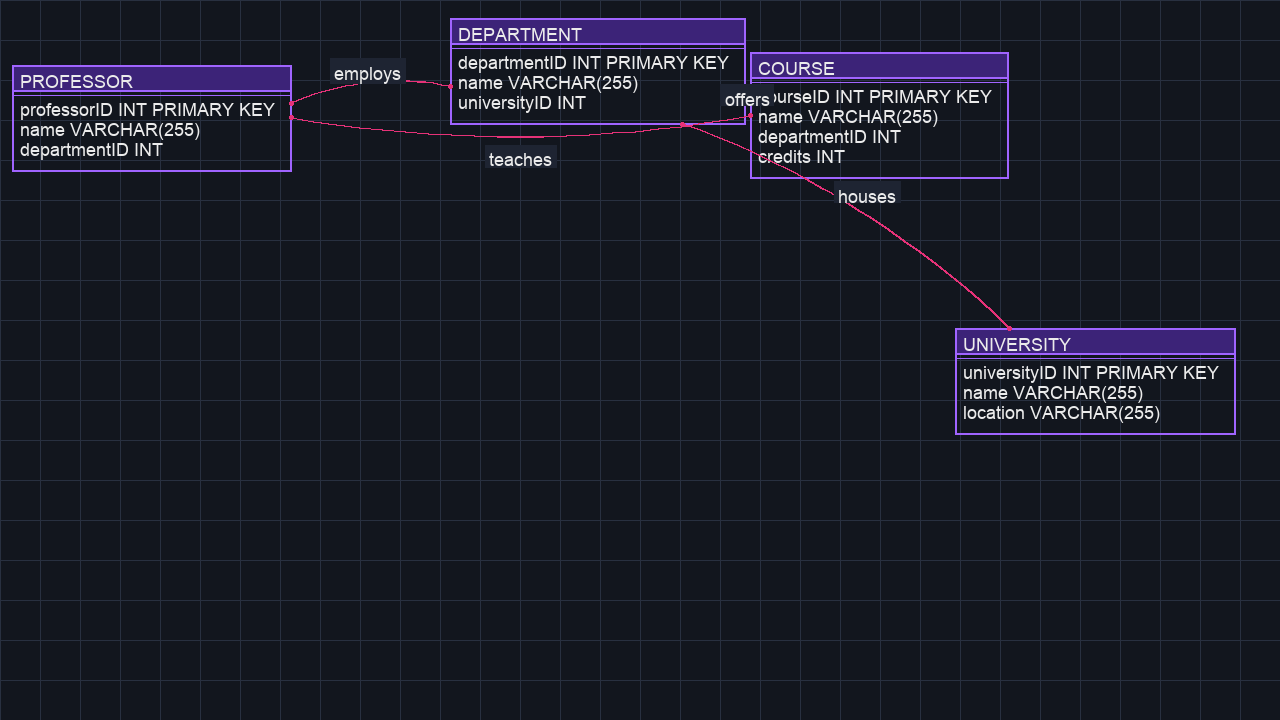 DEPARTMENT
departmentID INT PRIMARY KEY
name VARCHAR(255)
universityID INT
PROFESSOR
professorID INT PRIMARY KEY
name VARCHAR(255)
departmentID INT
employs
teaches
offers
COURSE
ourseID INT PRIMARY KEY
name VARCHAR(255)
departmentID INT
credits INT
houses
UNIVERSITY
universityID INT PRIMARY KEY
name VARCHAR(255)
location VARCHAR(255)